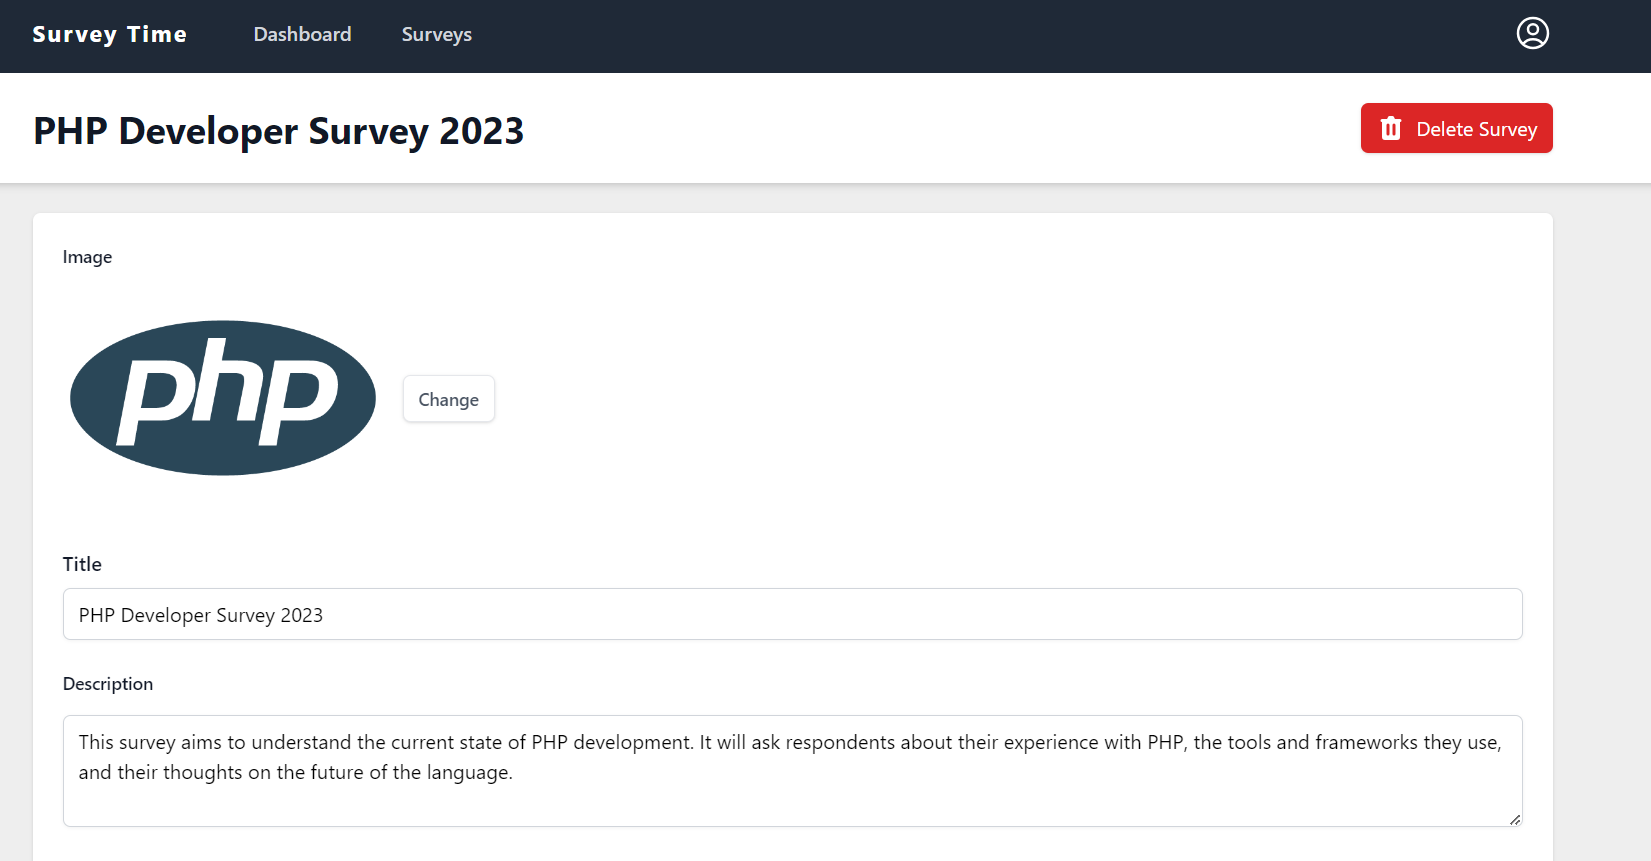 Survey Time Dashboard Surveys
PHP Developer Survey 2023
Delete Survey
Image
php
Change
Title
PHP Developer Survey 2023
Description
This survey aims to understand the current state of PHP development. It will ask respondents about their experience with PHP, the tools and frameworks they use,
and their thoughts on the future of the language.